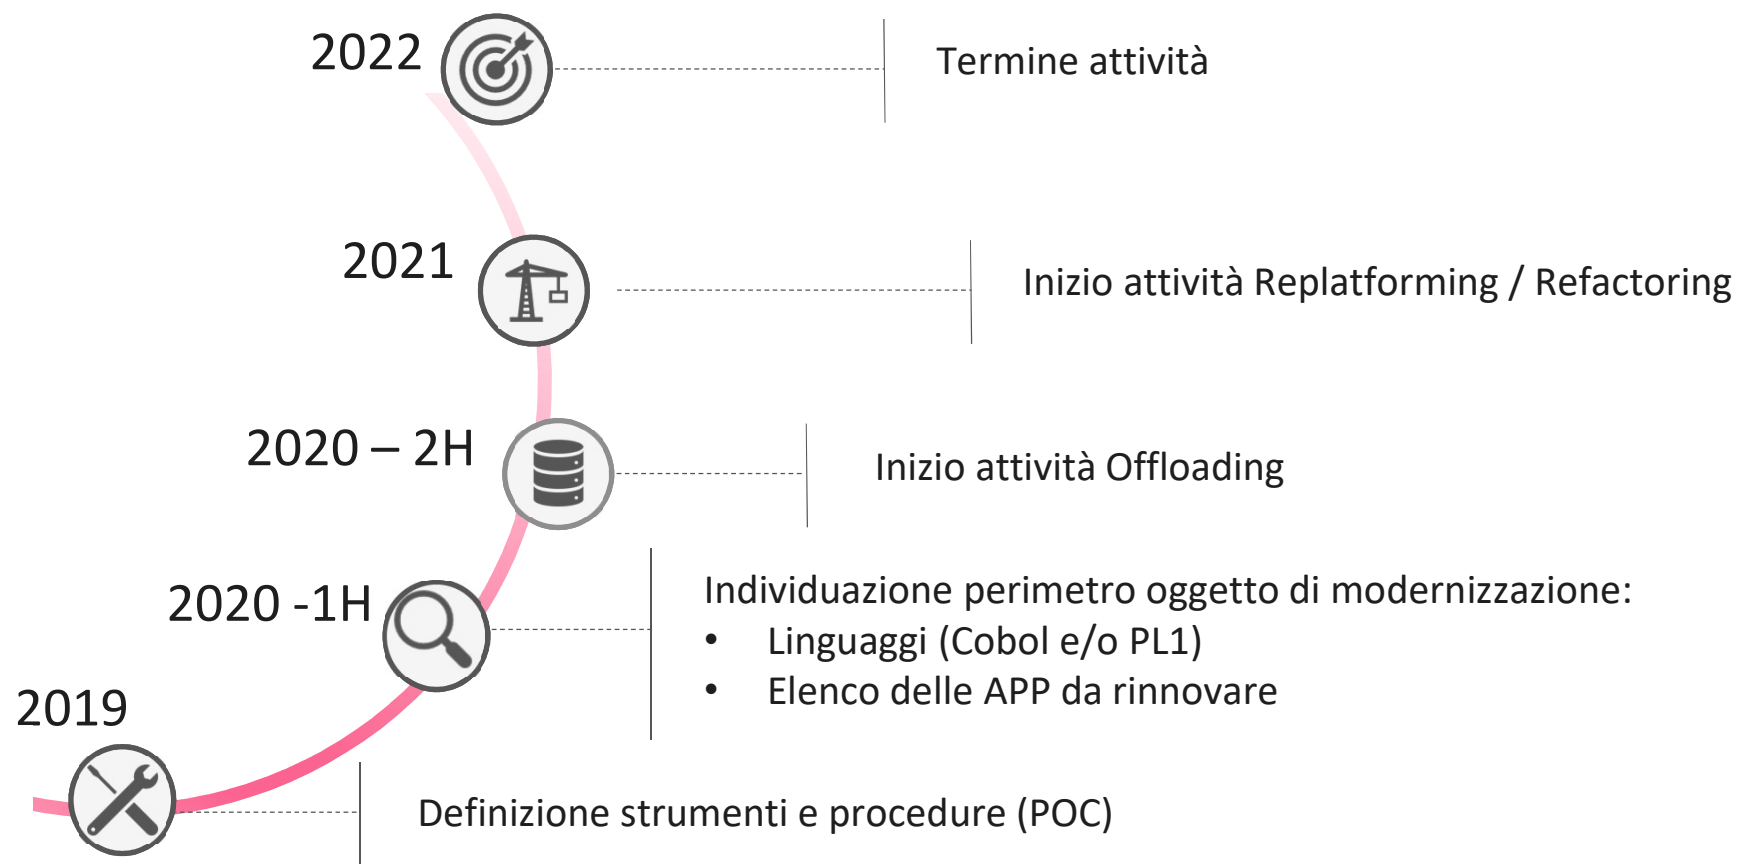 2022
Termine attività
2021
Inizio attività Replatforming / Refactoring
2020 – 2H
Inizio attività Offloading
2020 -1H
Individuazione perimetro oggetto di modernizzazione:
• Linguaggi (Cobol e/o PL1)
• Elenco delle APP da rinnovare
2019
Definizione strumenti e procedure (POC)